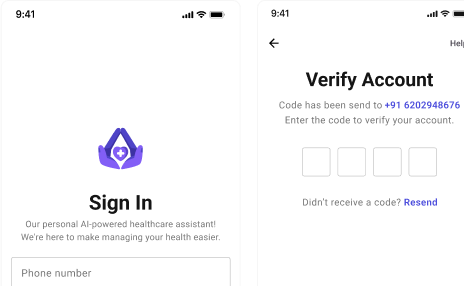 9:41
Sign In
Our personal AI-powered healthcare assistant!
We're here to make managing your health easier.
Phone number
9:41
Help
Verify Account
Code has been send to +91 6202948676
Enter the code to verify your account.
Didn't receive a code? Resend